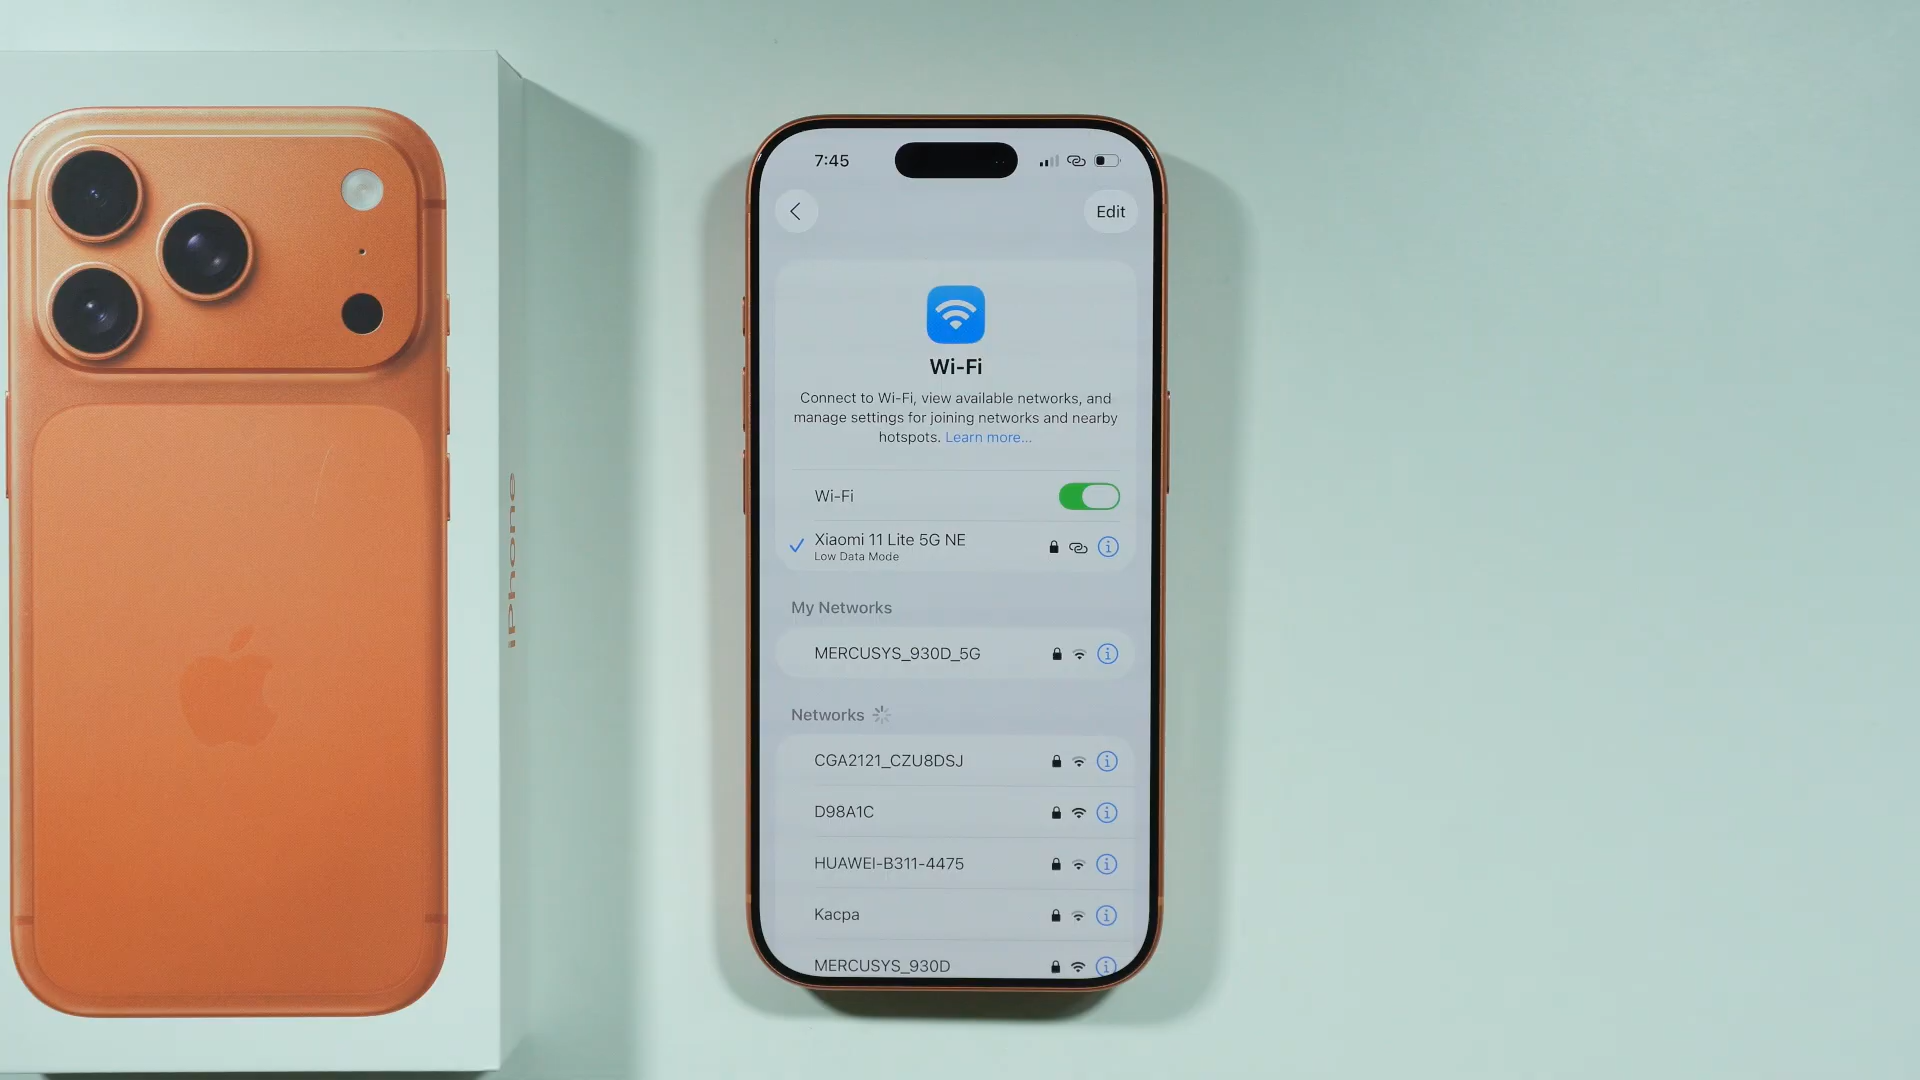 iPhone
7:45
Edit
Wi-Fi
Connect to Wi-Fi, view available networks, and
manage settings for joining networks and nearby
hotspots. Learn more...
Wi-Fi
Xiaomi 11 Lite 5G NE
Low Data Mode
My Networks
MERCUSYS_930D_5G
Networks
CGA2121_CZU8DSJ
D98A1C
HUAWEI-B311-4475
Kacpa
MERCUSYS_930D